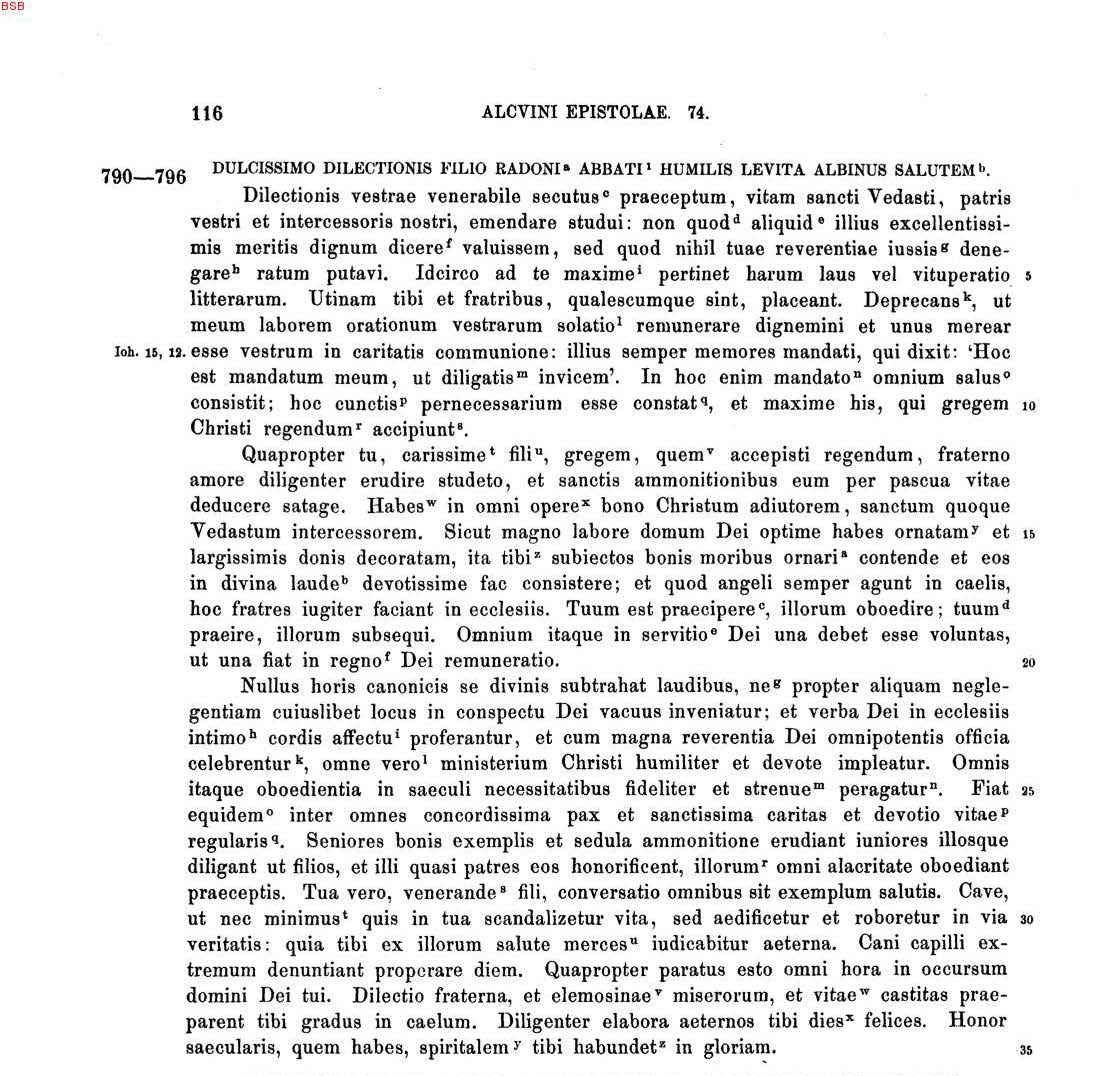 BSB
116 ALCVINI EPISTOLAE. 74.
790—796 DULCISSIMO DILECTIONIS FILIO RADONI ᵃ ABBATI ¹ HUMILIS LEVITA ALBINUS SALUTEM ᵇ.
Dilectionis vestrae venerabile secutus ᶜ praeceptum, vitam sancti Vedasti, patris
vestri et intercessoris nostri, emendare studui: non quod ᵈ aliquid ᵉ illius excellentissi-
mis meritis dignum dicere ᶠ valuissem, sed quod nihil tuae reverentiae iussis ᵍ dene-
gare ʰ ratum putavi. Idcirco ad te maxime ⁱ pertinet harum laus vel vituperatio 5
litterarum. Utinam tibi et fratribus, qualescumque sint, placeant. Deprecans ᵏ, ut
meum laborem orationum vestrarum solatio ˡ remunerare dignemini et unus merear
Ioh. 15, 12. esse vestrum in caritatis communione: illius semper memores mandati, qui dixit: ‘Hoc
est mandatum meum, ut diligatis ᵐ invicem’. In hoc enim mandato ⁿ omnium salus ᵒ
consistit; hoc cunctis ᵖ pernecessarium esse constat q, et maxime his, qui gregem 10
Christi regendum ʳ accipiunt ˢ.
Quapropter tu, carissime ᵗ fili ᵘ, gregem, quem ᵛ accepisti regendum, fraterno
amore diligenter erudire studeto, et sanctis ammonitionibus eum per pascua vitae
deducere satage. Habes ʷ in omni opere ˣ bono Christum adiutorem, sanctum quoque
Vedastum intercessorem. Sicut magno labore domum Dei optime habes ornatam ʸ et 15
largissimis donis decoratam, ita tibi ᶻ subiectos bonis moribus ornari ᵃ contende et eos
in divina laude ᵇ devotissime fac consistere; et quod angeli semper agunt in caelis,
hoc fratres iugiter faciant in ecclesiis. Tuum est praecipere ᶜ, illorum oboedire; tuum ᵈ
praeire, illorum subsequi. Omnium itaque in servitio ᵉ Dei una debet esse voluntas,
ut una fiat in regno ᶠ Dei remuneratio. 20
Nullus horis canonicis se divinis subtrahat laudibus, ne ᵍ propter aliquam negle-
gentiam cuiuslibet locus in conspectu Dei vacuus inveniatur; et verba Dei in ecclesiis
intimo ʰ cordis affectu ⁱ proferantur, et cum magna reverentia Dei omnipotentis officia
celebrentur ᵏ, omne vero ˡ ministerium Christi humiliter et devote impleatur. Omnis
itaque oboedientia in saeculi necessitatibus fideliter et strenue ᵐ peragatur ⁿ. Fiat 25
equidem ᵒ inter omnes concordissima pax et sanctissima caritas et devotio vitae ᵖ
regularis q. Seniores bonis exemplis et sedula ammonitione erudiant iuniores illosque
diligant ut filios, et illi quasi patres eos honorificent, illorum ʳ omni alacritate oboediant
praeceptis. Tua vero, venerande ˢ fili, conversatio omnibus sit exemplum salutis. Cave,
ut nec minimus ᵗ quis in tua scandalizetur vita, sed aedificetur et roboretur in via 30
veritatis: quia tibi ex illorum salute merces ᵘ iudicabitur aeterna. Cani capilli ex-
tremum denuntiant properare diem. Quapropter paratus esto omni hora in occursum
domini Dei tui. Dilectio fraterna, et elemosinae ᵛ miserorum, et vitae ʷ castitas prae-
parent tibi gradus in caelum. Diligenter elabora aeternos tibi dies ˣ felices. Honor
saecularis, quem habes, spiritalem ʸ tibi habundet ᶻ in gloriam. 35